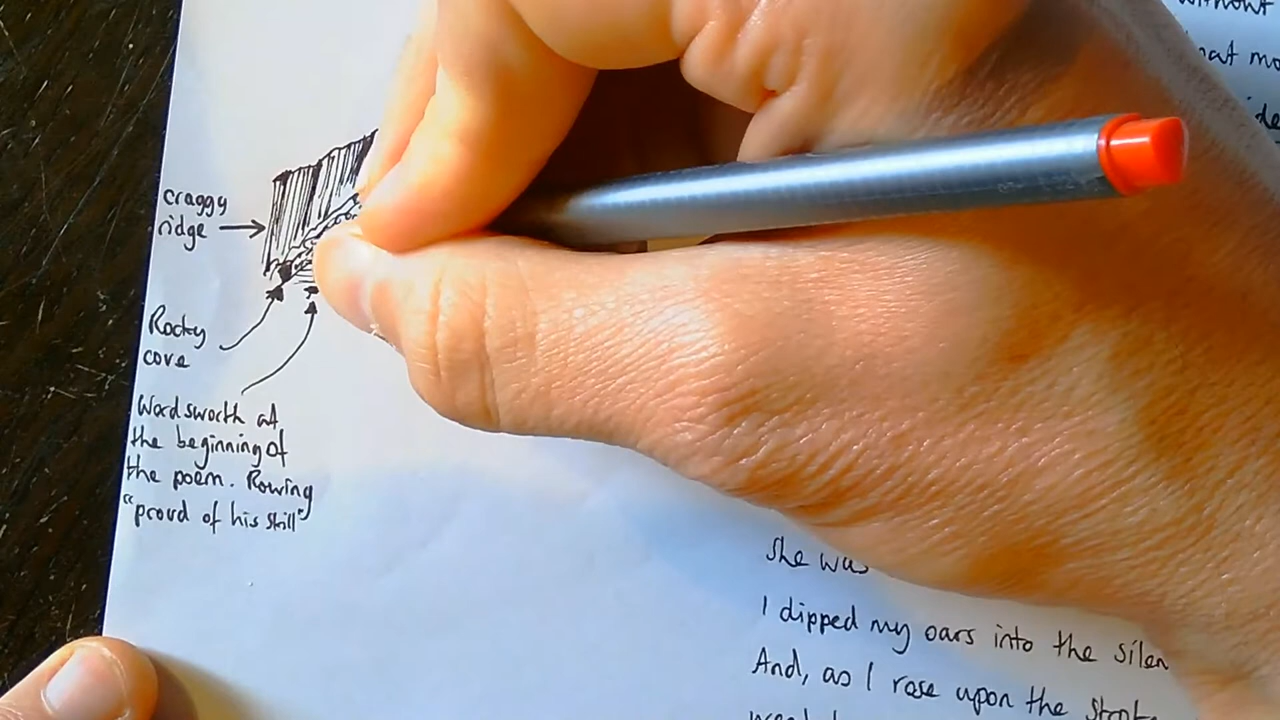 craggy
ridge
Rocky
cove
Wordsworth at
the beginning of
the poem. Rowing
"proud of his skill"
She was
I dipped my oars into the silen
And, as I rose upon the